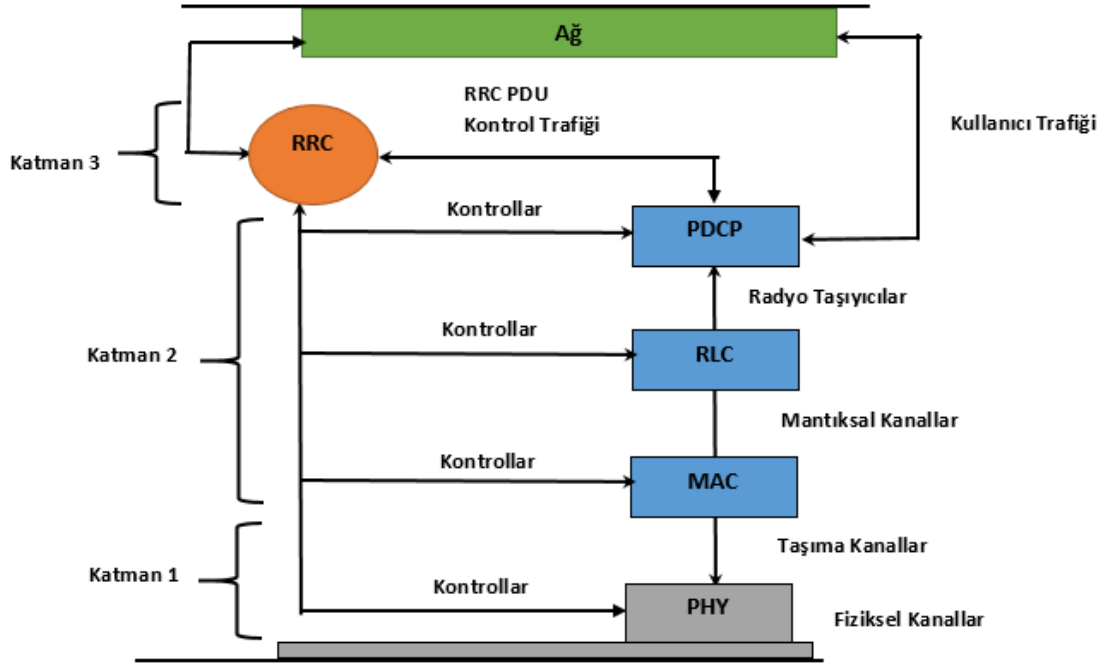 Ağ
RRC PDU
Kontrol Trafiği
Kullanıcı Trafiği
RRC
Katman 3
Kontrollar
PDCP
Radyo Taşıyıcılar
Kontrollar
Katman 2
RLC
Mantıksal Kanallar
Kontrollar
MAC
Taşıma Kanallar
Katman 1
Kontrollar
PHY
Fiziksel Kanallar